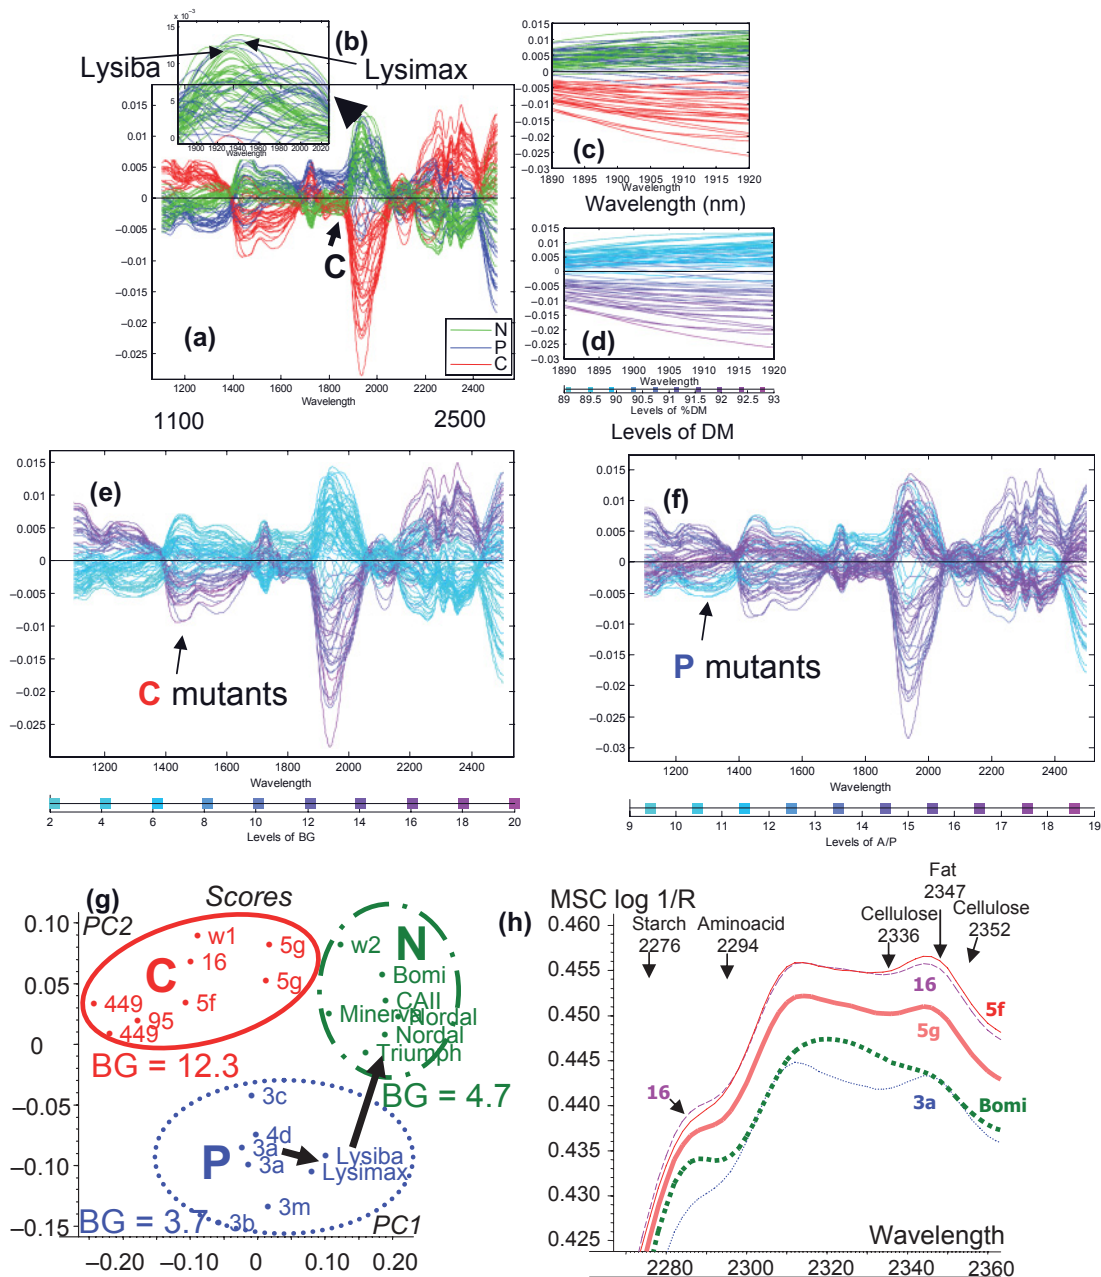 x 10⁻³
15
10
5
0
1900 1920 1940 1960 1980 2000 2020
Wavelength
(b)
Lysiba
Lysimax
0.015
0.01
0.005
0
–0.005
–0.01
–0.015
–0.02
–0.025
C
(a)
N
P
C
1200 1400 1600 1800 2000 2200 2400
Wavelength
1100 2500
0.015
0.01
0.005
0
–0.005
–0.01
–0.015
–0.02
–0.025
–0.03
(c)
1890 1895 1900 1905 1910 1915 1920
Wavelength
Wavelength (nm)
0.015
0.01
0.005
0
–0.005
–0.01
–0.015
–0.02
–0.025
–0.03
(d)
1890 1895 1900 1905 1910 1915 1920
Wavelength
89 89.5 90 90.5 91 91.5 92 92.5 93
Levels of %DM
Levels of DM
(e)
0.015
0.01
0.005
0
–0.005
–0.01
–0.015
–0.02
–0.025
C mutants
1200 1400 1600 1800 2000 2200 2400
Wavelength
2 4 6 8 10 12 14 16 18 20
Levels of BG
(f)
0.015
0.01
0.005
0
–0.005
–0.01
–0.015
–0.02
–0.025
–0.03
P mutants
1200 1400 1600 1800 2000 2200 2400
Wavelength
9 10 11 12 13 14 15 16 17 18 19
Levels of A/P
(g)
Scores
PC2
0.10
0.05
0
–0.05
–0.10
–0.15
w1
5g
16
C
5g
449
5f
95
449
BG = 12.3
w2
N
Bomi
CAII
Minerva
Nordal
Nordal
Triumph
BG = 4.7
3c
4d
3a
3a
P
Lysiba
Lysimax
3m
3b
BG = 3.7
PC1
–0.20 –0.10 0 0.10 0.20
(h)
MSC log 1/R
0.460
0.455
0.450
0.445
0.440
0.435
0.430
0.425
Starch
2276
Aminoacid
2294
Cellulose
2336
Fat
2347
Cellulose
2352
16
5f
5g
16
3a
Bomi
Wavelength
2280 2300 2320 2340 2360